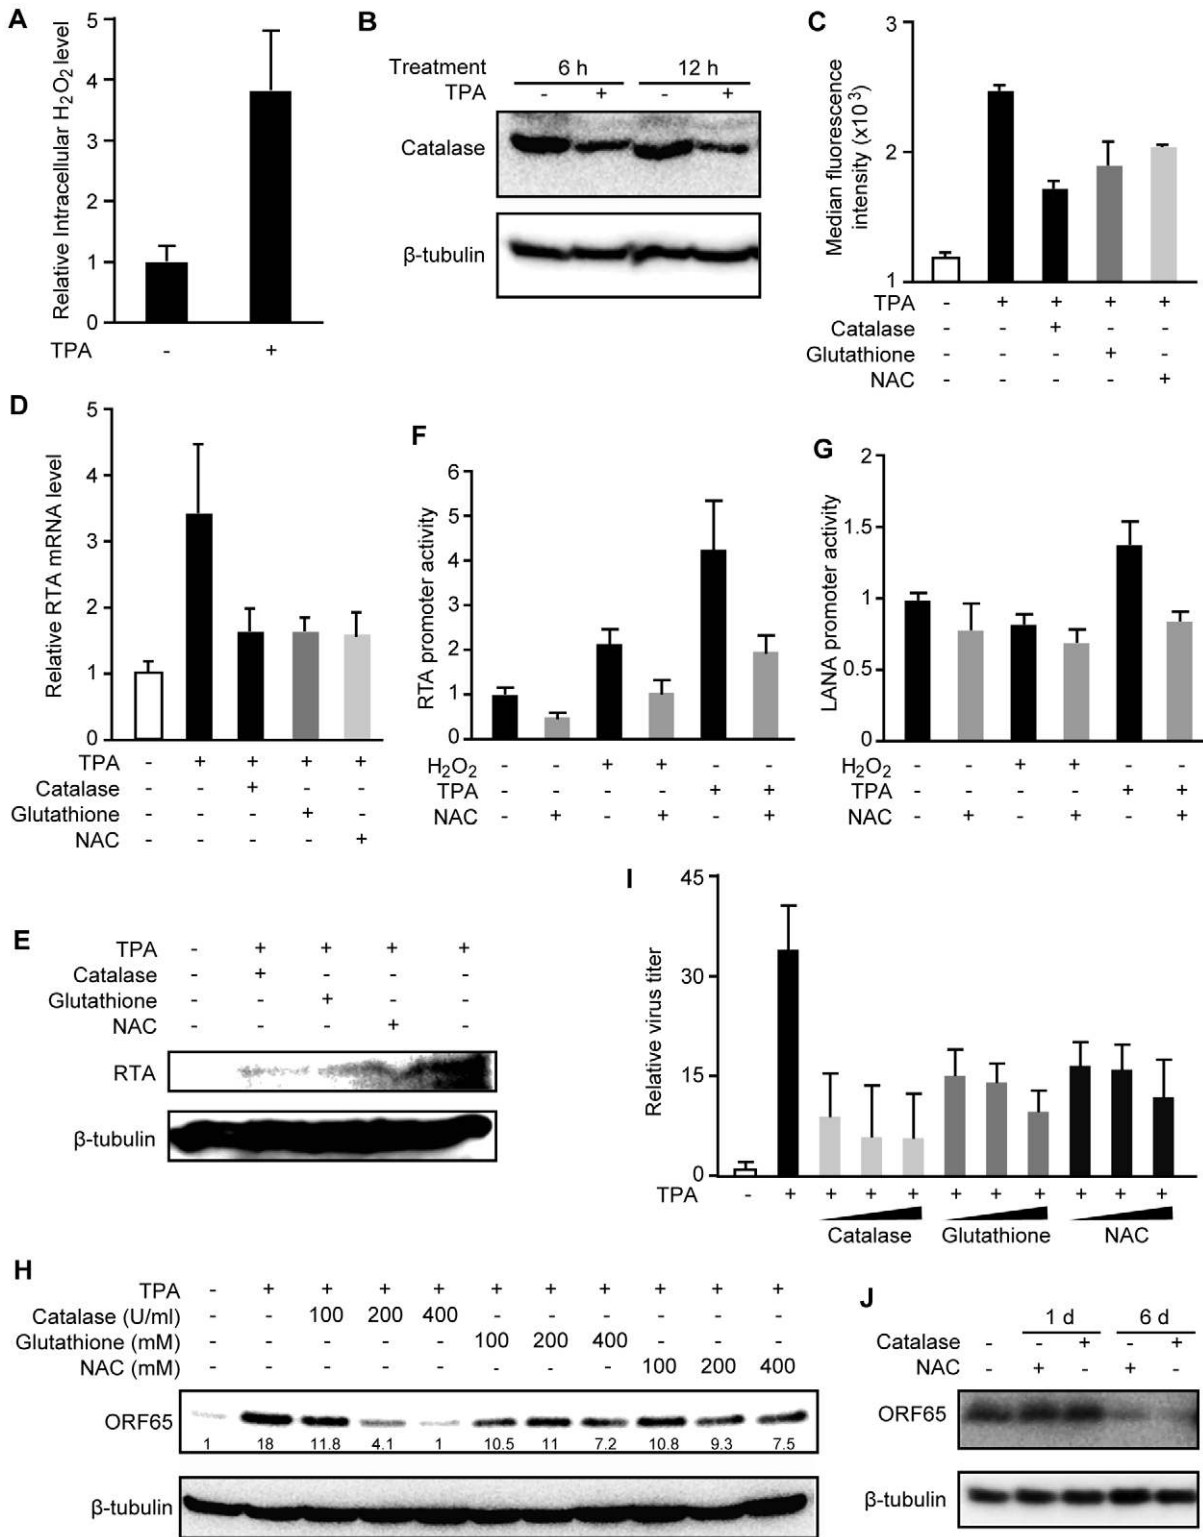 A
Relative Intracellular H₂O₂ level
5
4
3
2
1
0
TPA - +
B
Treatment 6 h 12 h
TPA - + - +
Catalase
β-tubulin
C
Median fluorescence
intensity (x10³)
3
2
1
TPA - + + + +
Catalase - - + - -
Glutathione - - - + -
NAC - - - - +
D
Relative RTA mRNA level
5
4
3
2
1
0
TPA - + + + +
Catalase - - + - -
Glutathione - - - + -
NAC - - - - +
F
RTA promoter activity
6
5
4
3
2
1
0
H₂O₂ - - + + - -
TPA - - - - + +
NAC - + - + - +
G
LANA promoter activity
2
1.5
1
0.5
0
H₂O₂ - - + + - -
TPA - - - - + +
NAC - + - + - +
E
TPA - + + + +
Catalase - + - - -
Glutathione - - + - -
NAC - - - + -
RTA
β-tubulin
I
Relative virus titer
45
30
15
0
TPA - + + + + + + + + + +
Catalase Glutathione NAC
H
TPA - + + + + + + + + + +
Catalase (U/ml) - - 100 200 400 - - - - - -
Glutathione (mM) - - - - - 100 200 400 - - -
NAC (mM) - - - - - - - - 100 200 400
ORF65
1 18 11.8 4.1 1 10.5 11 7.2 10.8 9.3 7.5
β-tubulin
J
1 d 6 d
Catalase - - + - +
NAC - + - + -
ORF65
β-tubulin